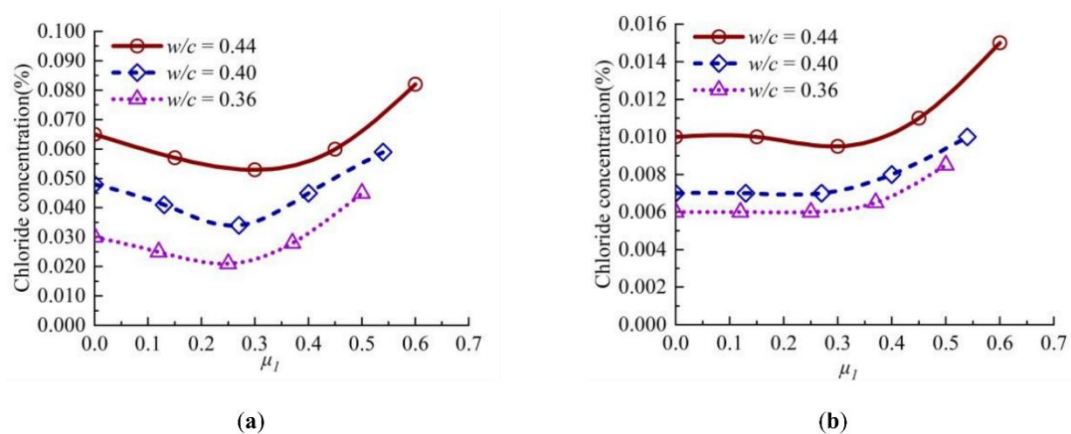 0.100
0.090
0.080
0.070
0.060
0.050
0.040
0.030
0.020
0.010
0.000
Chloride concentration(%)
w/c = 0.44
w/c = 0.40
w/c = 0.36
0.0 0.1 0.2 0.3 0.4 0.5 0.6 0.7
μ1
(a)
0.016
0.014
0.012
0.010
0.008
0.006
0.004
0.002
0.000
Chloride concentration(%)
w/c = 0.44
w/c = 0.40
w/c = 0.36
0.0 0.1 0.2 0.3 0.4 0.5 0.6 0.7
μ1
(b)